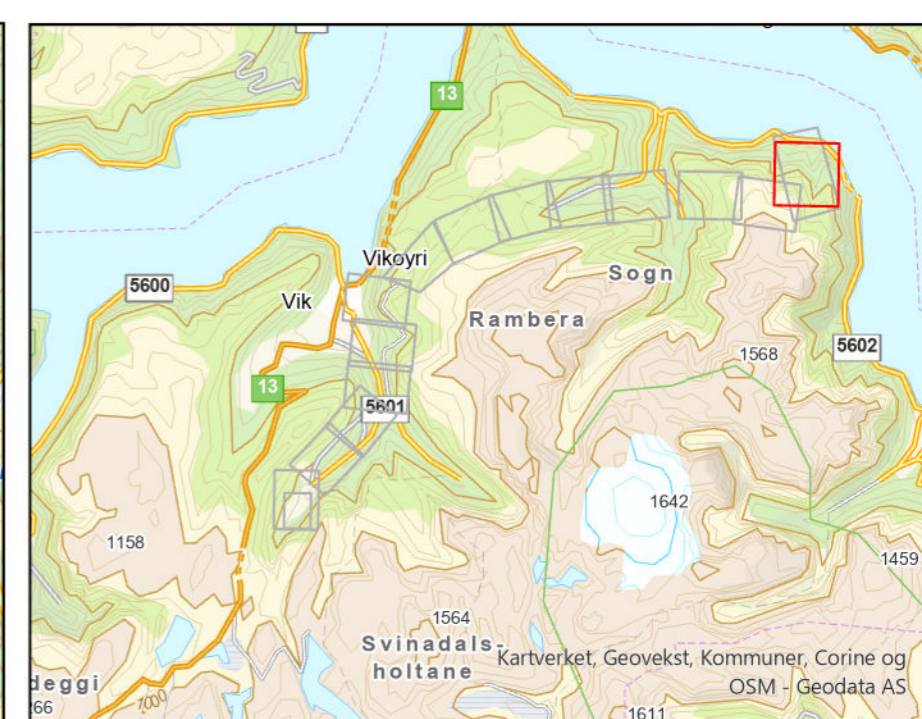 13
Vikøyri
5600
Vik
Sogn
Rambera
5602
1568
13
5601
1642
1158
1459
1564
Svinadals-
holtane
Kartverket, Geovekst, Kommuner, Corine og
OSM - Geodata AS
deggi
266
1000
1611